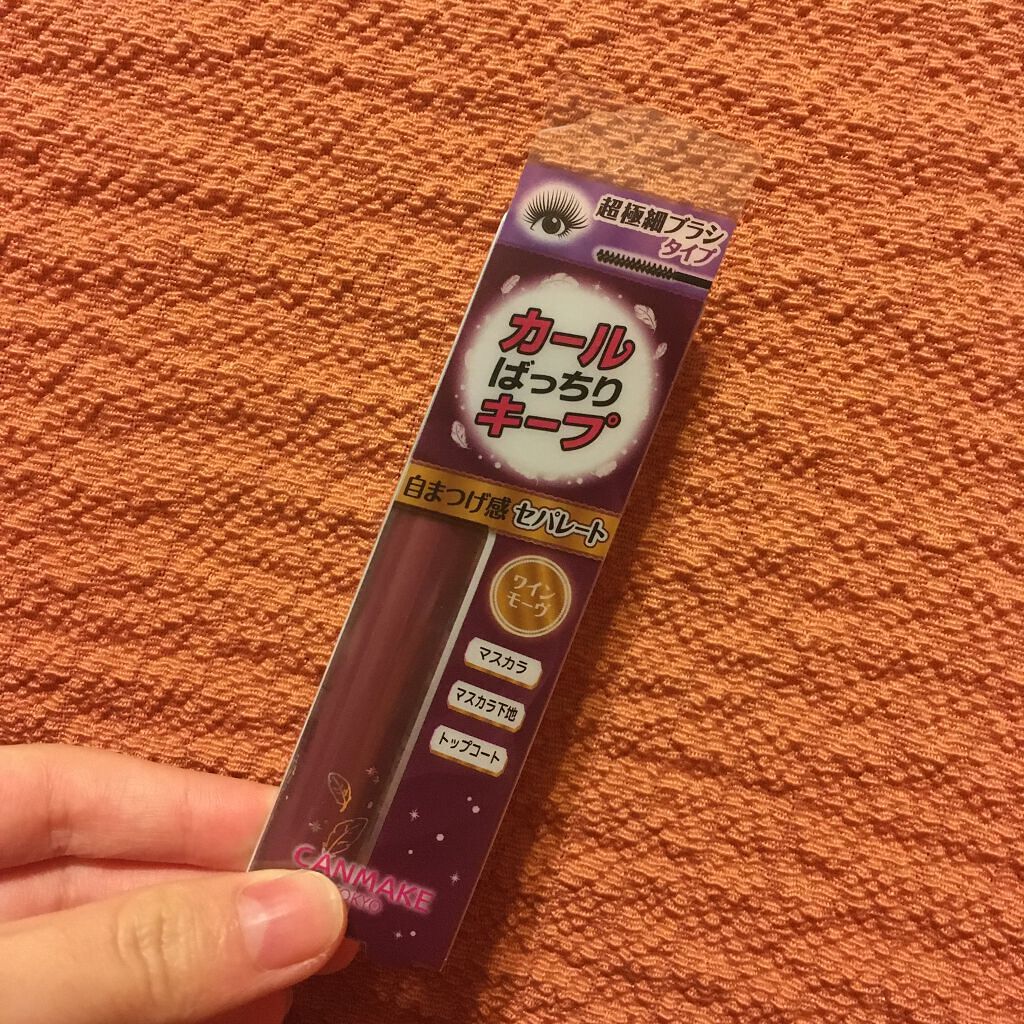 超極細ブラシ
タイプ
カール
ばっちり
キープ
自まつげ感 セパレート
ワイン
モーヴ
マスカラ
マスカラ下地
トップコート
CANMAKE